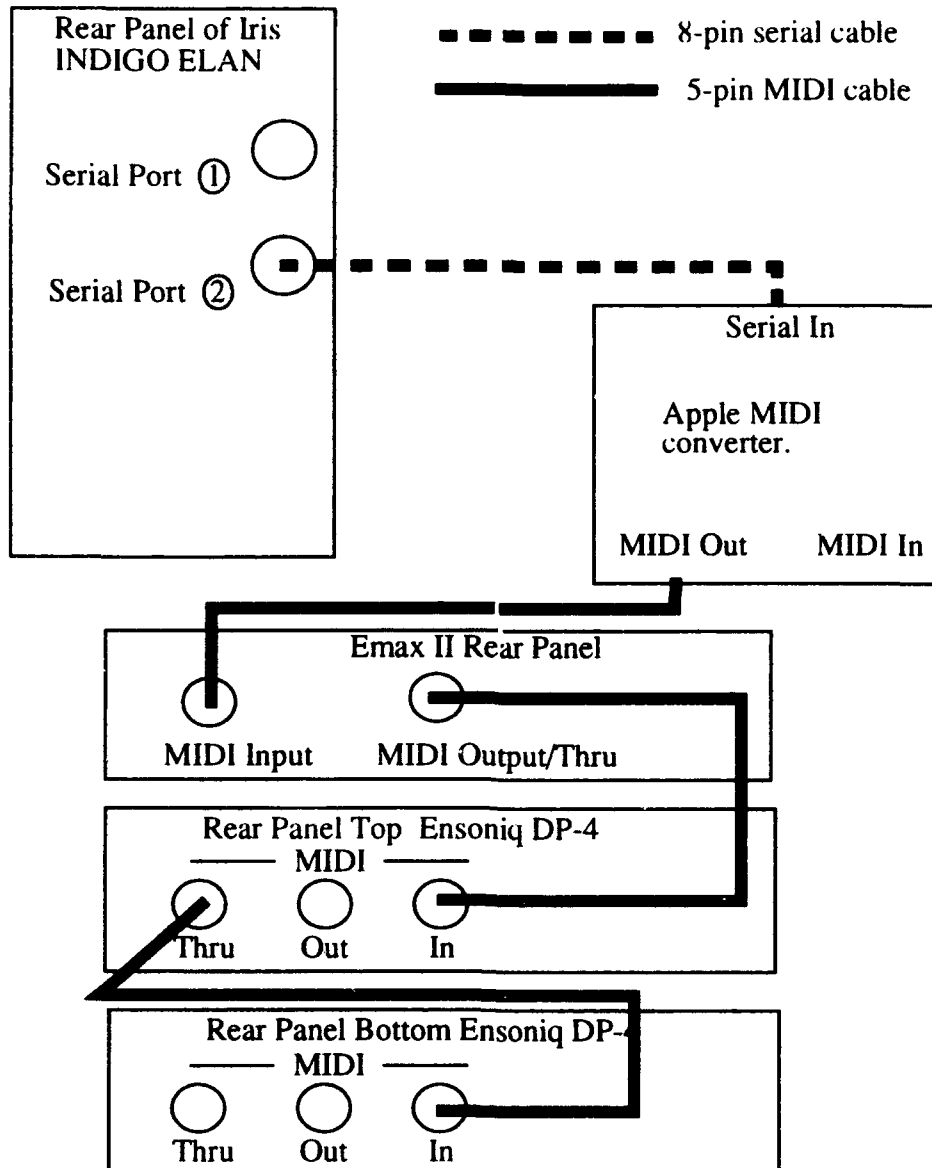 Rear Panel of Iris
INDIGO ELAN
8-pin serial cable
5-pin MIDI cable
Serial Port ①
Serial Port ②
Serial In
Apple MIDI
converter.
MIDI Out MIDI In
Emax II Rear Panel
MIDI Input MIDI Output/Thru
Rear Panel Top Ensoniq DP-4
MIDI
Thru Out In
Rear Panel Bottom Ensoniq DP-4
MIDI
Thru Out In